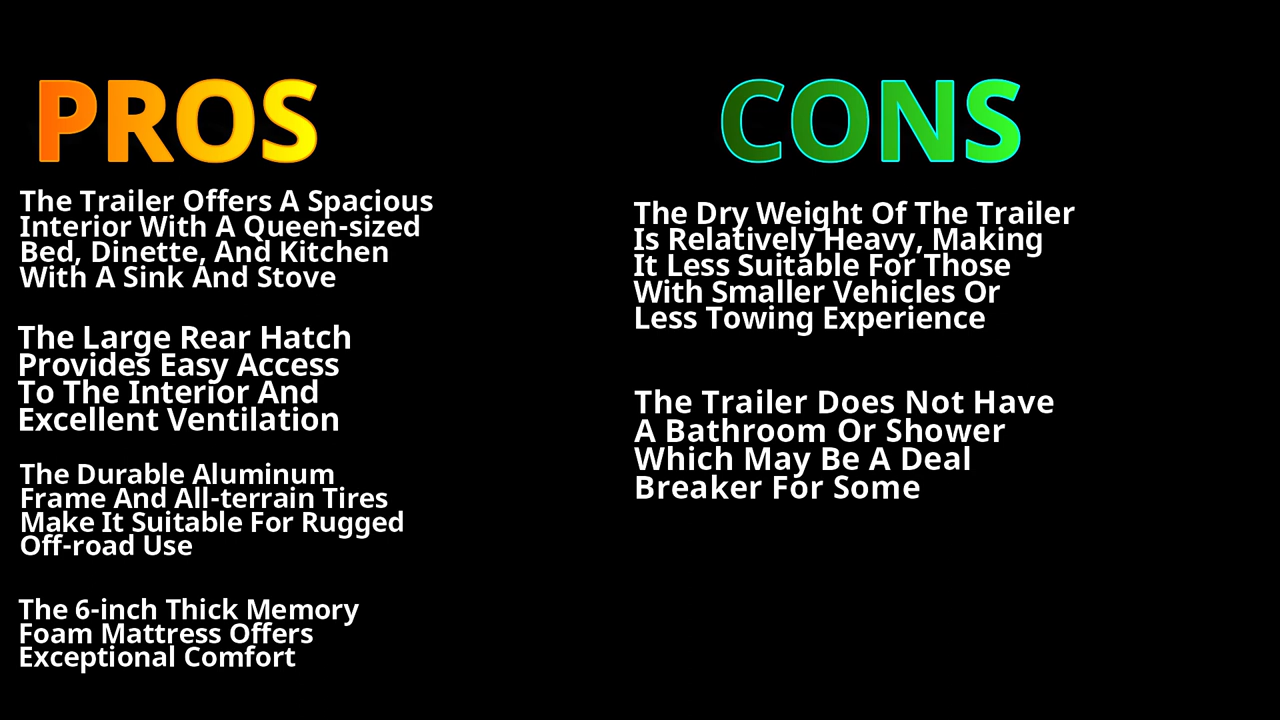 PROS
The Trailer Offers A Spacious
Interior With A Queen-sized
Bed, Dinette, And Kitchen
With A Sink And Stove
The Large Rear Hatch
Provides Easy Access
To The Interior And
Excellent Ventilation
The Durable Aluminum
Frame And All-terrain Tires
Make It Suitable For Rugged
Off-road Use
The 6-inch Thick Memory
Foam Mattress Offers
Exceptional Comfort
CONS
The Dry Weight Of The Trailer
Is Relatively Heavy, Making
It Less Suitable For Those
With Smaller Vehicles Or
Less Towing Experience
The Trailer Does Not Have
A Bathroom Or Shower
Which May Be A Deal
Breaker For Some